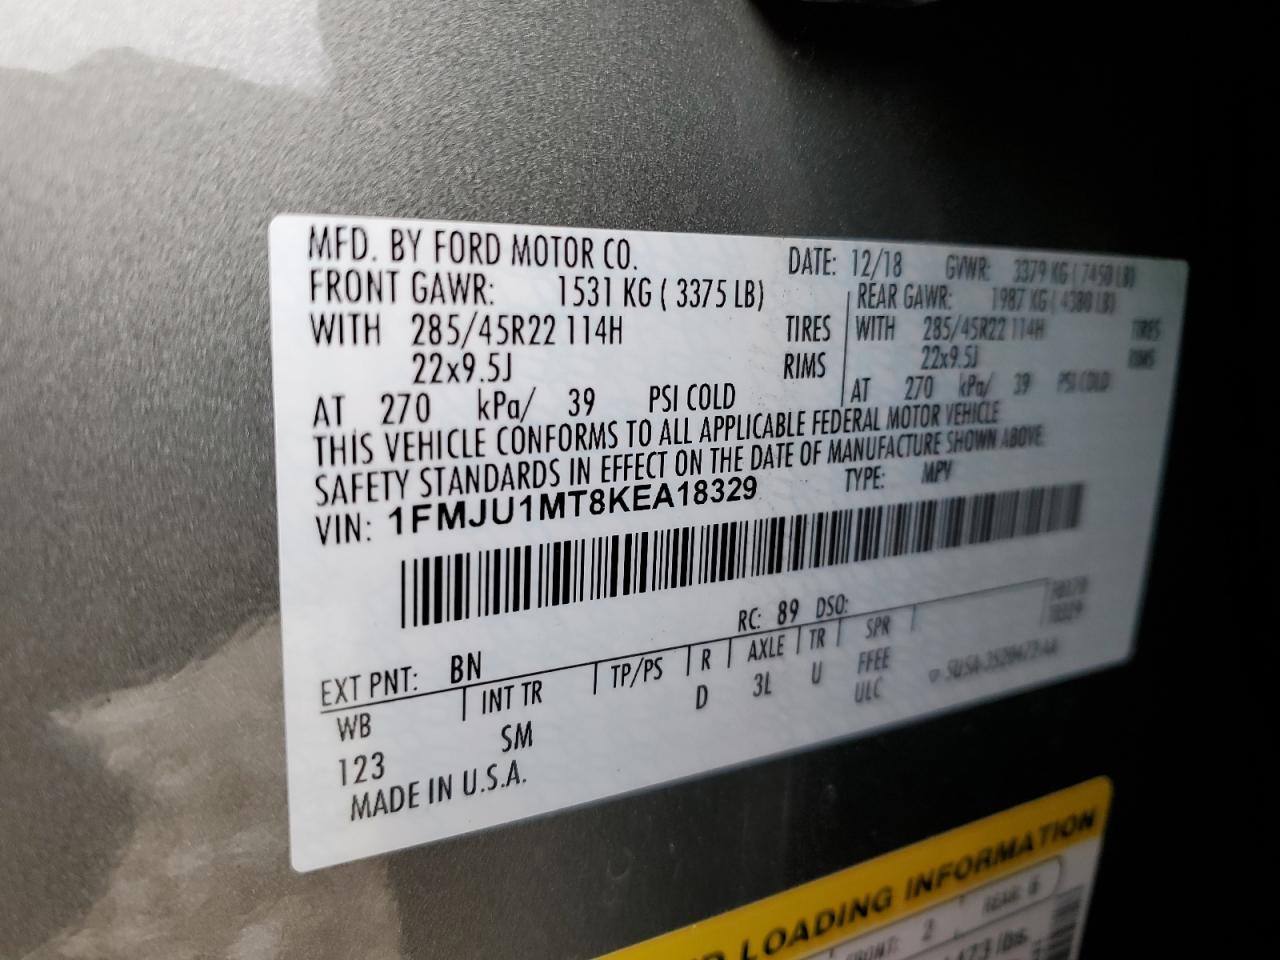 MFD. BY FORD MOTOR CO. DATE: 12/18 GVWR: 3379 KG ( 7450 LB)
FRONT GAWR: 1531 KG ( 3375 LB) REAR GAWR: 1987 KG ( 4380 LB)
WITH 285/45R22 114H TIRES WITH 285/45R22 114H TIRES
22x9.5J RIMS 22x9.5J RIMS
AT 270 kPa/ 39 PSI COLD AT 270 kPa/ 39 PSI COLD
THIS VEHICLE CONFORMS TO ALL APPLICABLE FEDERAL MOTOR VEHICLE
SAFETY STANDARDS IN EFFECT ON THE DATE OF MANUFACTURE SHOWN ABOVE
VIN: 1FMJU1MT8KEA18329 TYPE: MPV
RC: 89 DSO:
EXT PNT: BN
WB INT TR TP/PS R AXLE TR SPR
123 SM D 3L U FFEE
ULC
MADE IN U.S.A.
LOADING INFORMATION
FRONT: 2 REAR: 6
lbs.